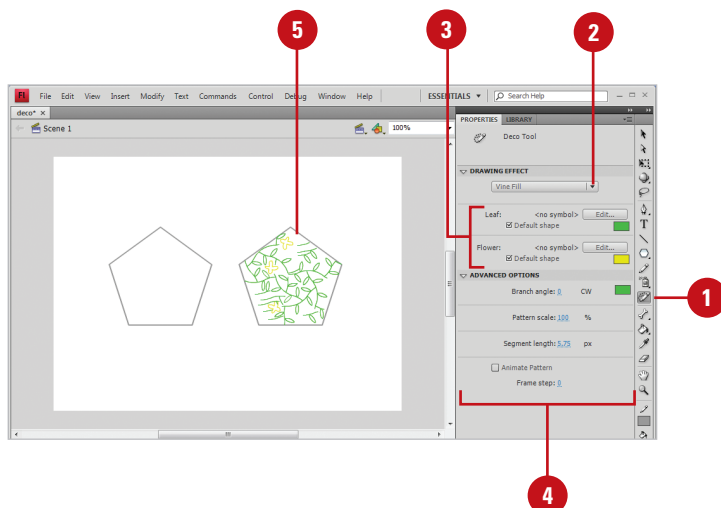 5
3
2
FL File Edit View Insert Modify Text Commands Control Debug Window Help ESSENTIALS Search Help
deco* ×
Scene 1 100%
PROPERTIES LIBRARY
Deco Tool
DRAWING EFFECT
Vine Fill
Leaf: <no symbol> Edit...
Default shape
Flower: <no symbol> Edit...
Default shape
ADVANCED OPTIONS
Branch angle: 0 CW
1
Pattern scale: 100 %
Segment length: 5.75 px
Animate Pattern
Frame step: 0
4